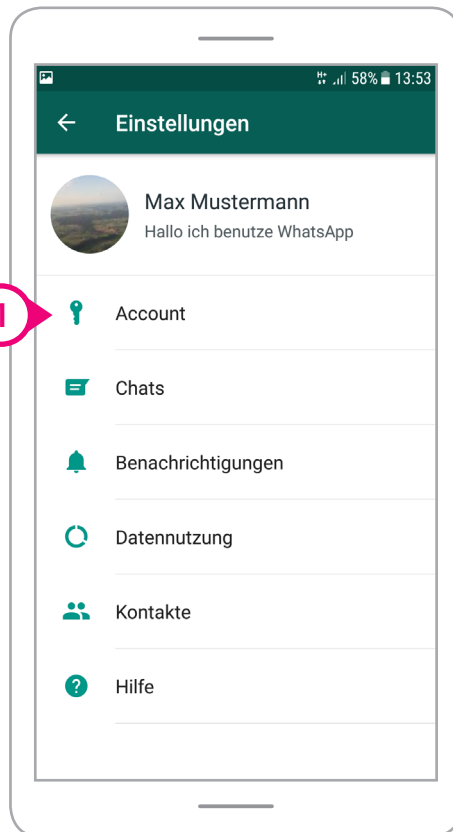 58% 13:53
Einstellungen
Max Mustermann
Hallo ich benutze WhatsApp
1
Account
Chats
Benachrichtigungen
Datennutzung
Kontakte
Hilfe